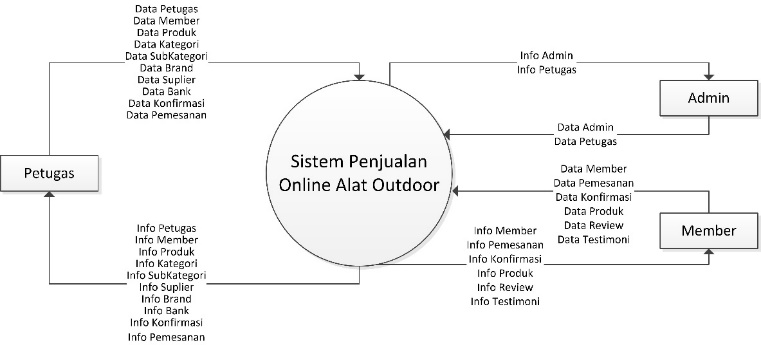 Data Petugas
Data Member
Data Produk
Data Kategori
Data SubKategori
Data Brand
Data Suplier
Data Bank
Data Konfirmasi
Data Pemesanan
Info Admin
Info Petugas
Admin
Data Admin
Data Petugas
Sistem Penjualan
Online Alat Outdoor
Petugas
Data Member
Data Pemesanan
Data Konfirmasi
Data Produk
Data Review
Data Testimoni
Member
Info Petugas
Info Member
Info Produk
Info Kategori
Info SubKategori
Info Suplier
Info Brand
Info Bank
Info Konfirmasi
Info Pemesanan
Info Member
Info Pemesanan
Info Konfirmasi
Info Produk
Info Review
Info Testimoni